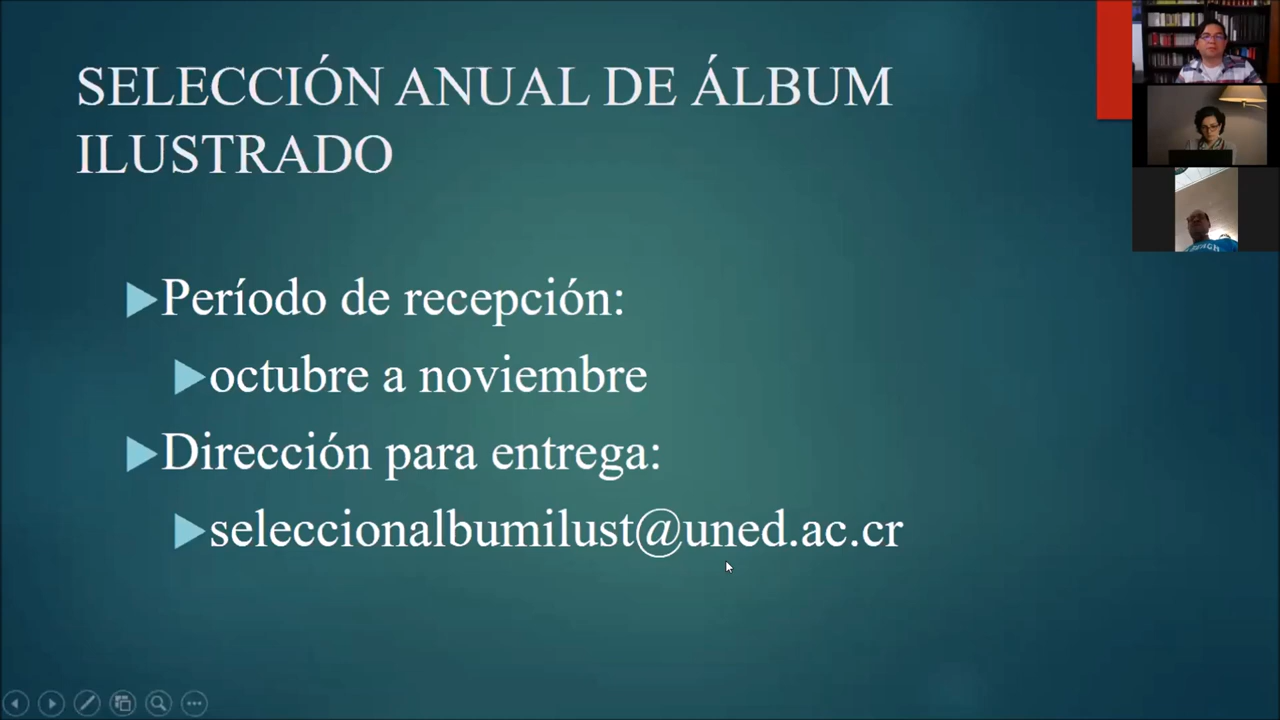 SELECCIÓN ANUAL DE ÁLBUM
ILUSTRADO
Período de recepción:
octubre a noviembre
Dirección para entrega:
seleccionalbumilust@uned.ac.cr